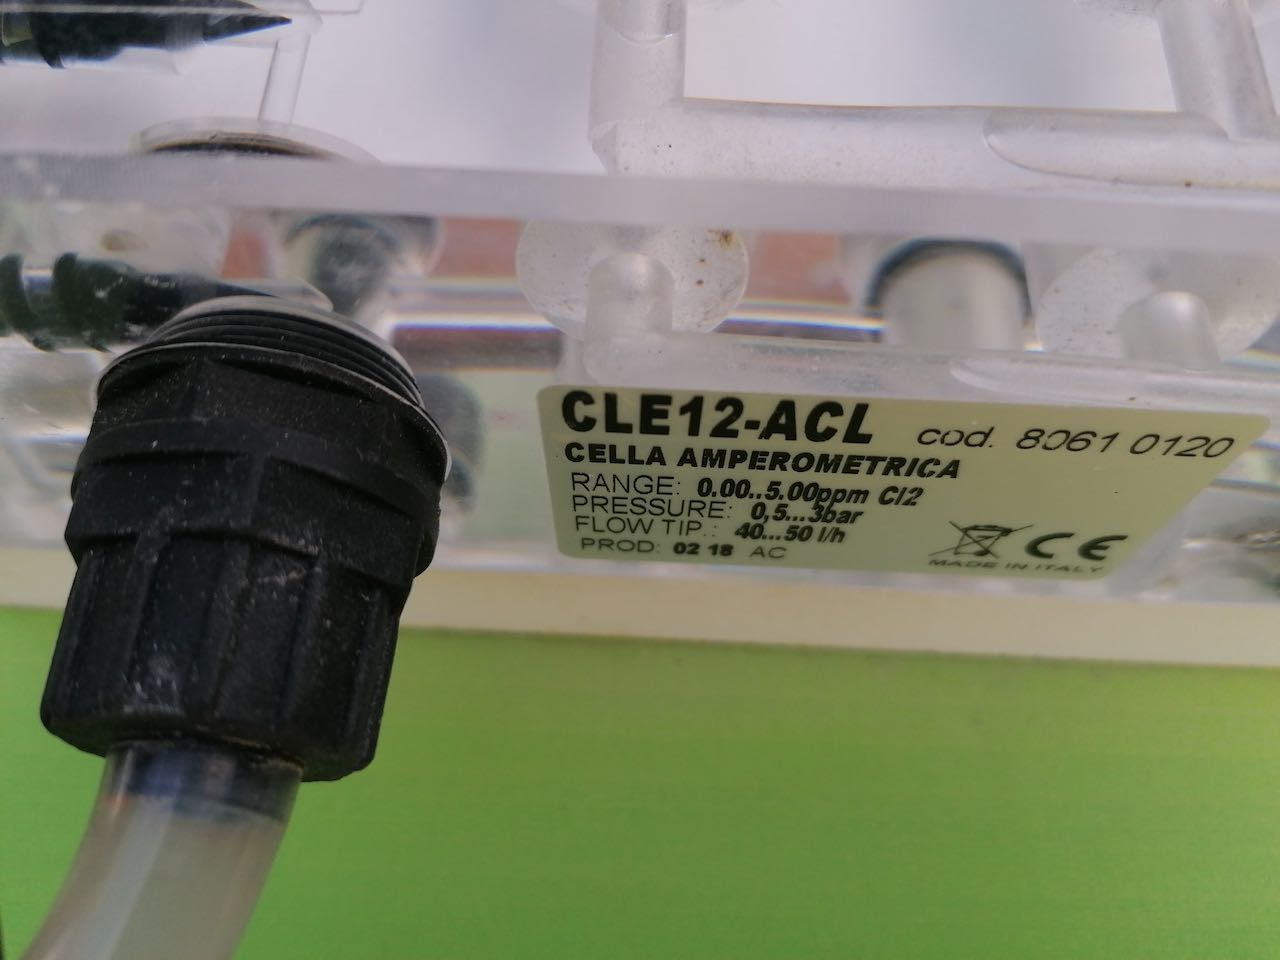 CLE12-ACL cod. 8061 0120
CELLA AMPEROMETRICA
RANGE: 0.00..5.00ppm Cl2
PRESSURE: 0,5...3bar
FLOW TIP.: 40...50 l/h
PROD: 02 18 AC
CE
MADE IN ITALY